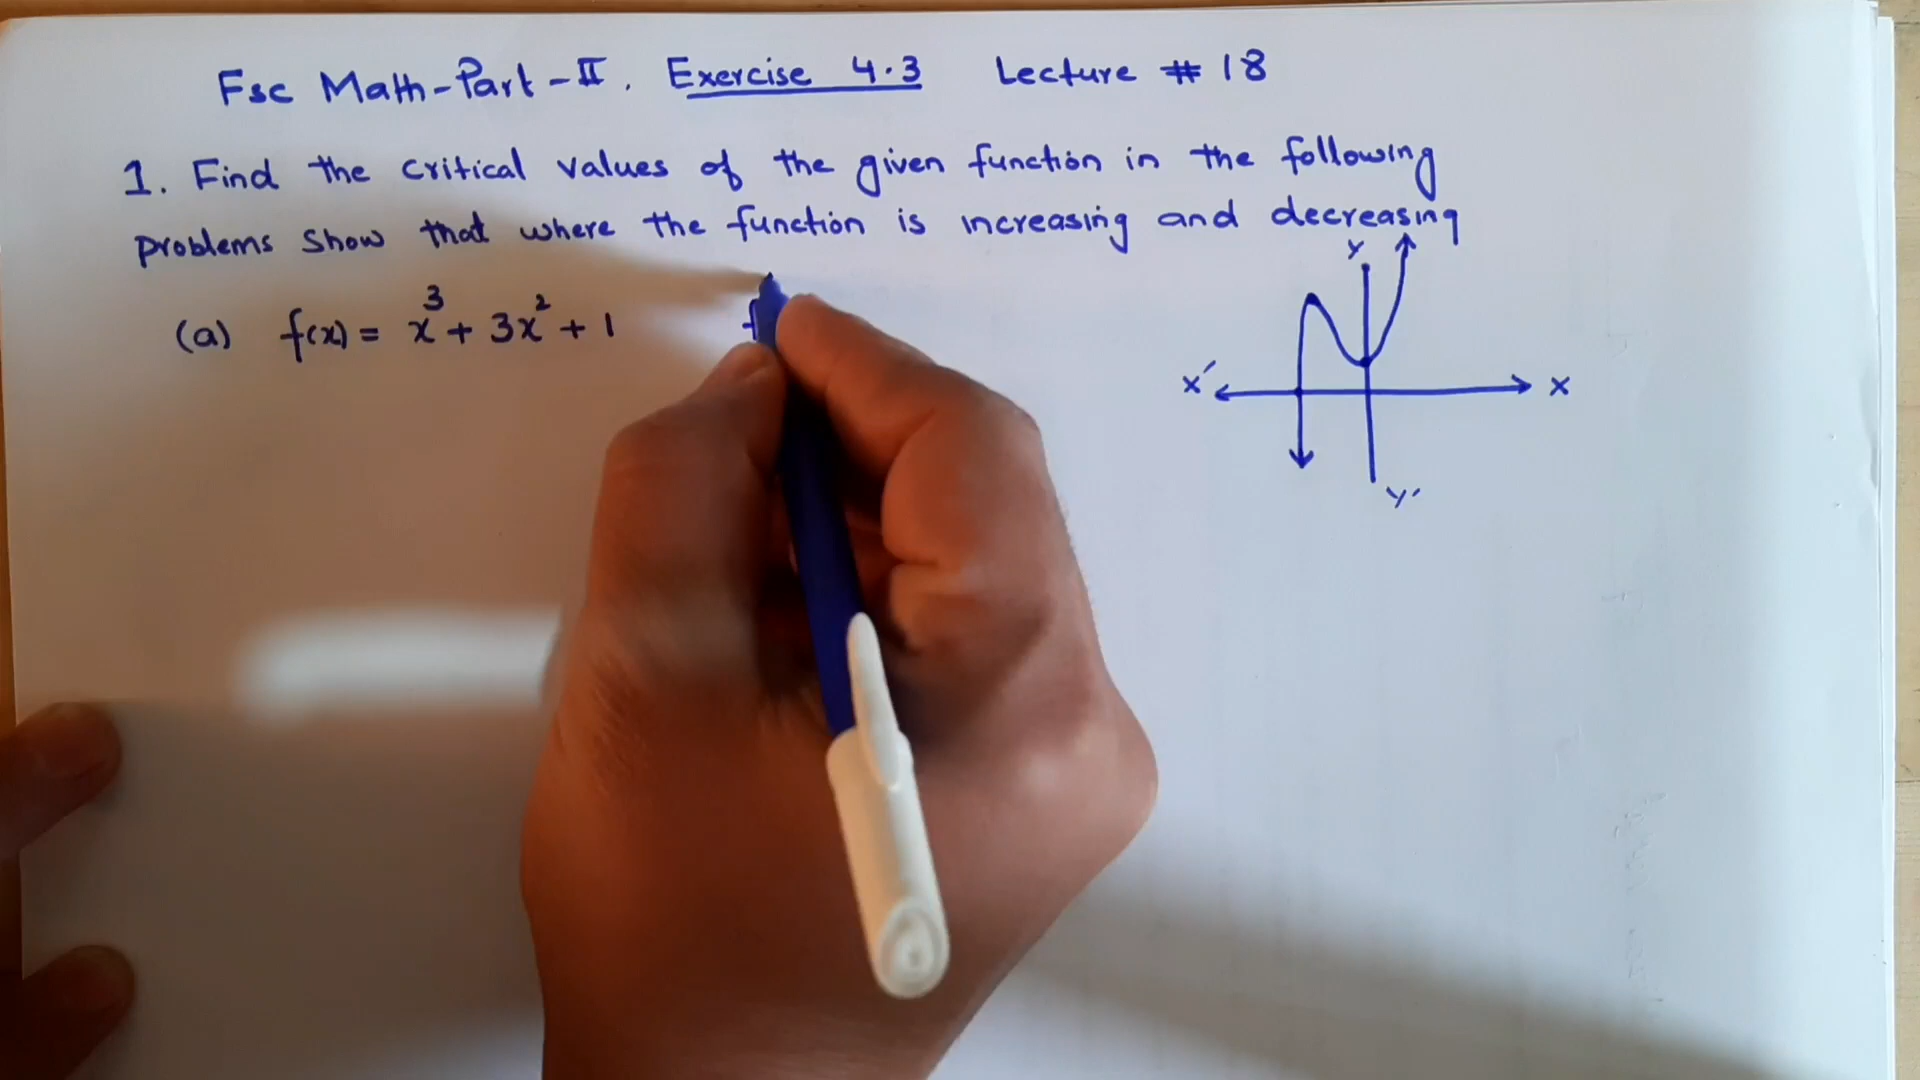 Fsc Math-Part-II. Exercise 4.3 Lecture # 18
1. Find the critical values of the given function in the following
problems show that where the function is increasing and decreasing
(a) f(x) = x³ + 3x² + 1
Y
X' X
Y'